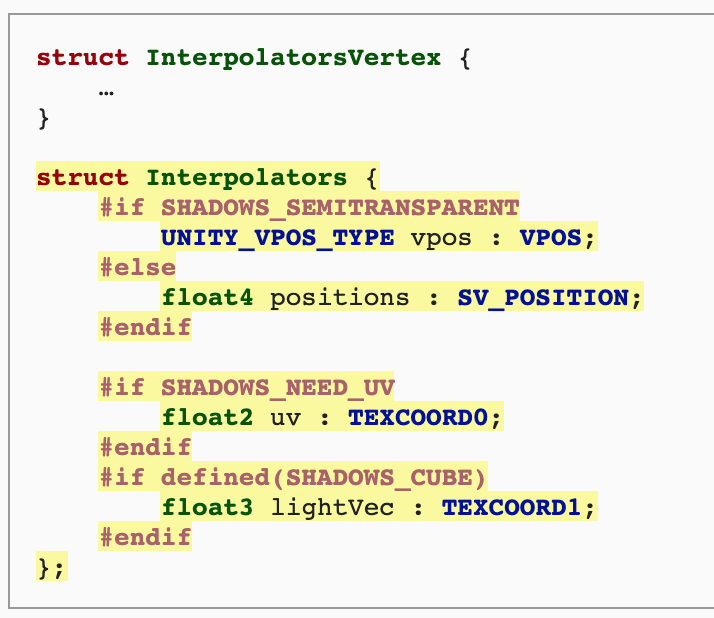 struct InterpolatorsVertex {
    …
}

struct Interpolators {
    #if SHADOWS_SEMITRANSPARENT
        UNITY_VPOS_TYPE vpos : VPOS;
    #else
        float4 positions : SV_POSITION;
    #endif

    #if SHADOWS_NEED_UV
        float2 uv : TEXCOORD0;
    #endif
    #if defined(SHADOWS_CUBE)
        float3 lightVec : TEXCOORD1;
    #endif
};